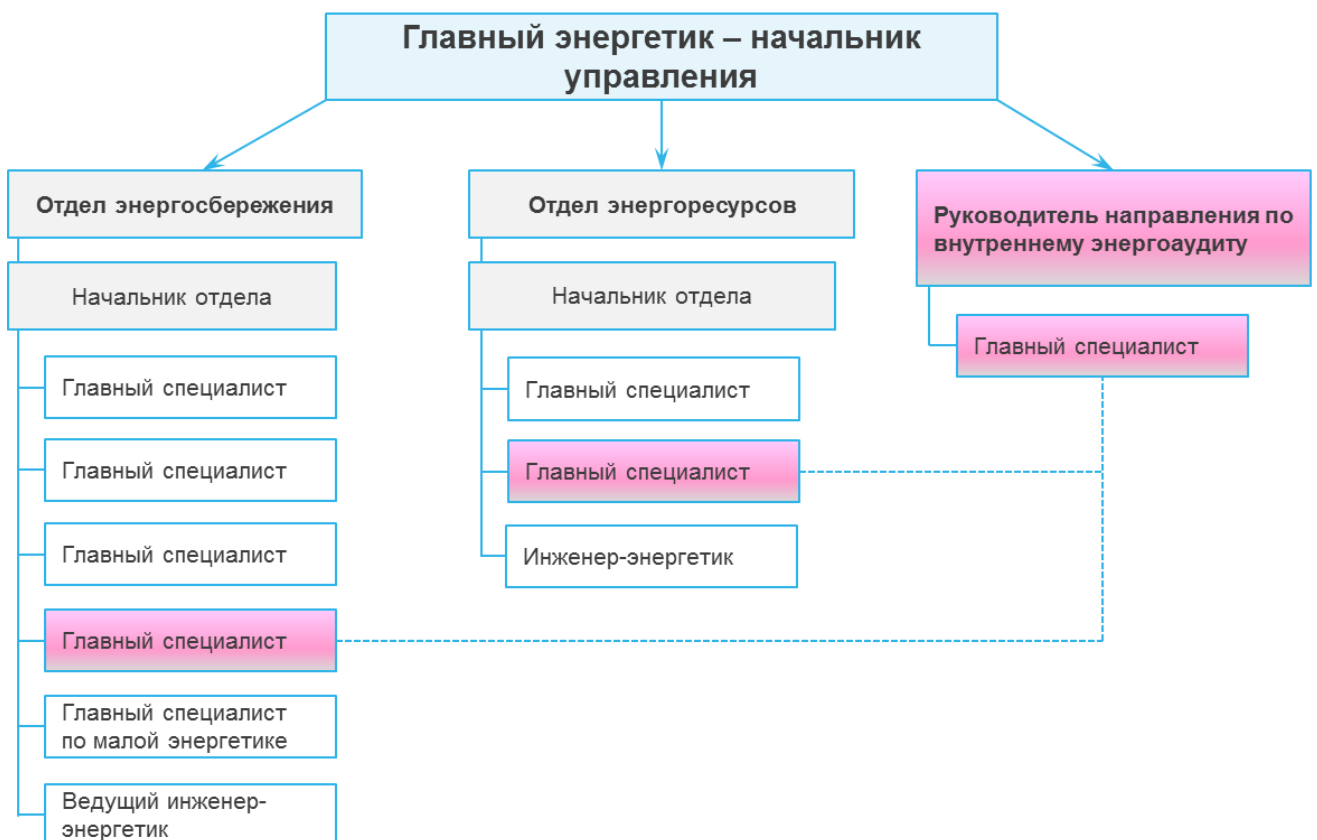 Главный энергетик – начальник
управления
Отдел энергосбережения
Начальник отдела
Главный специалист
Главный специалист
Главный специалист
Главный специалист
Главный специалист
по малой энергетике
Ведущий инженер-
энергетик
Отдел энергоресурсов
Начальник отдела
Главный специалист
Главный специалист
Инженер-энергетик
Руководитель направления по
внутреннему энергоаудиту
Главный специалист